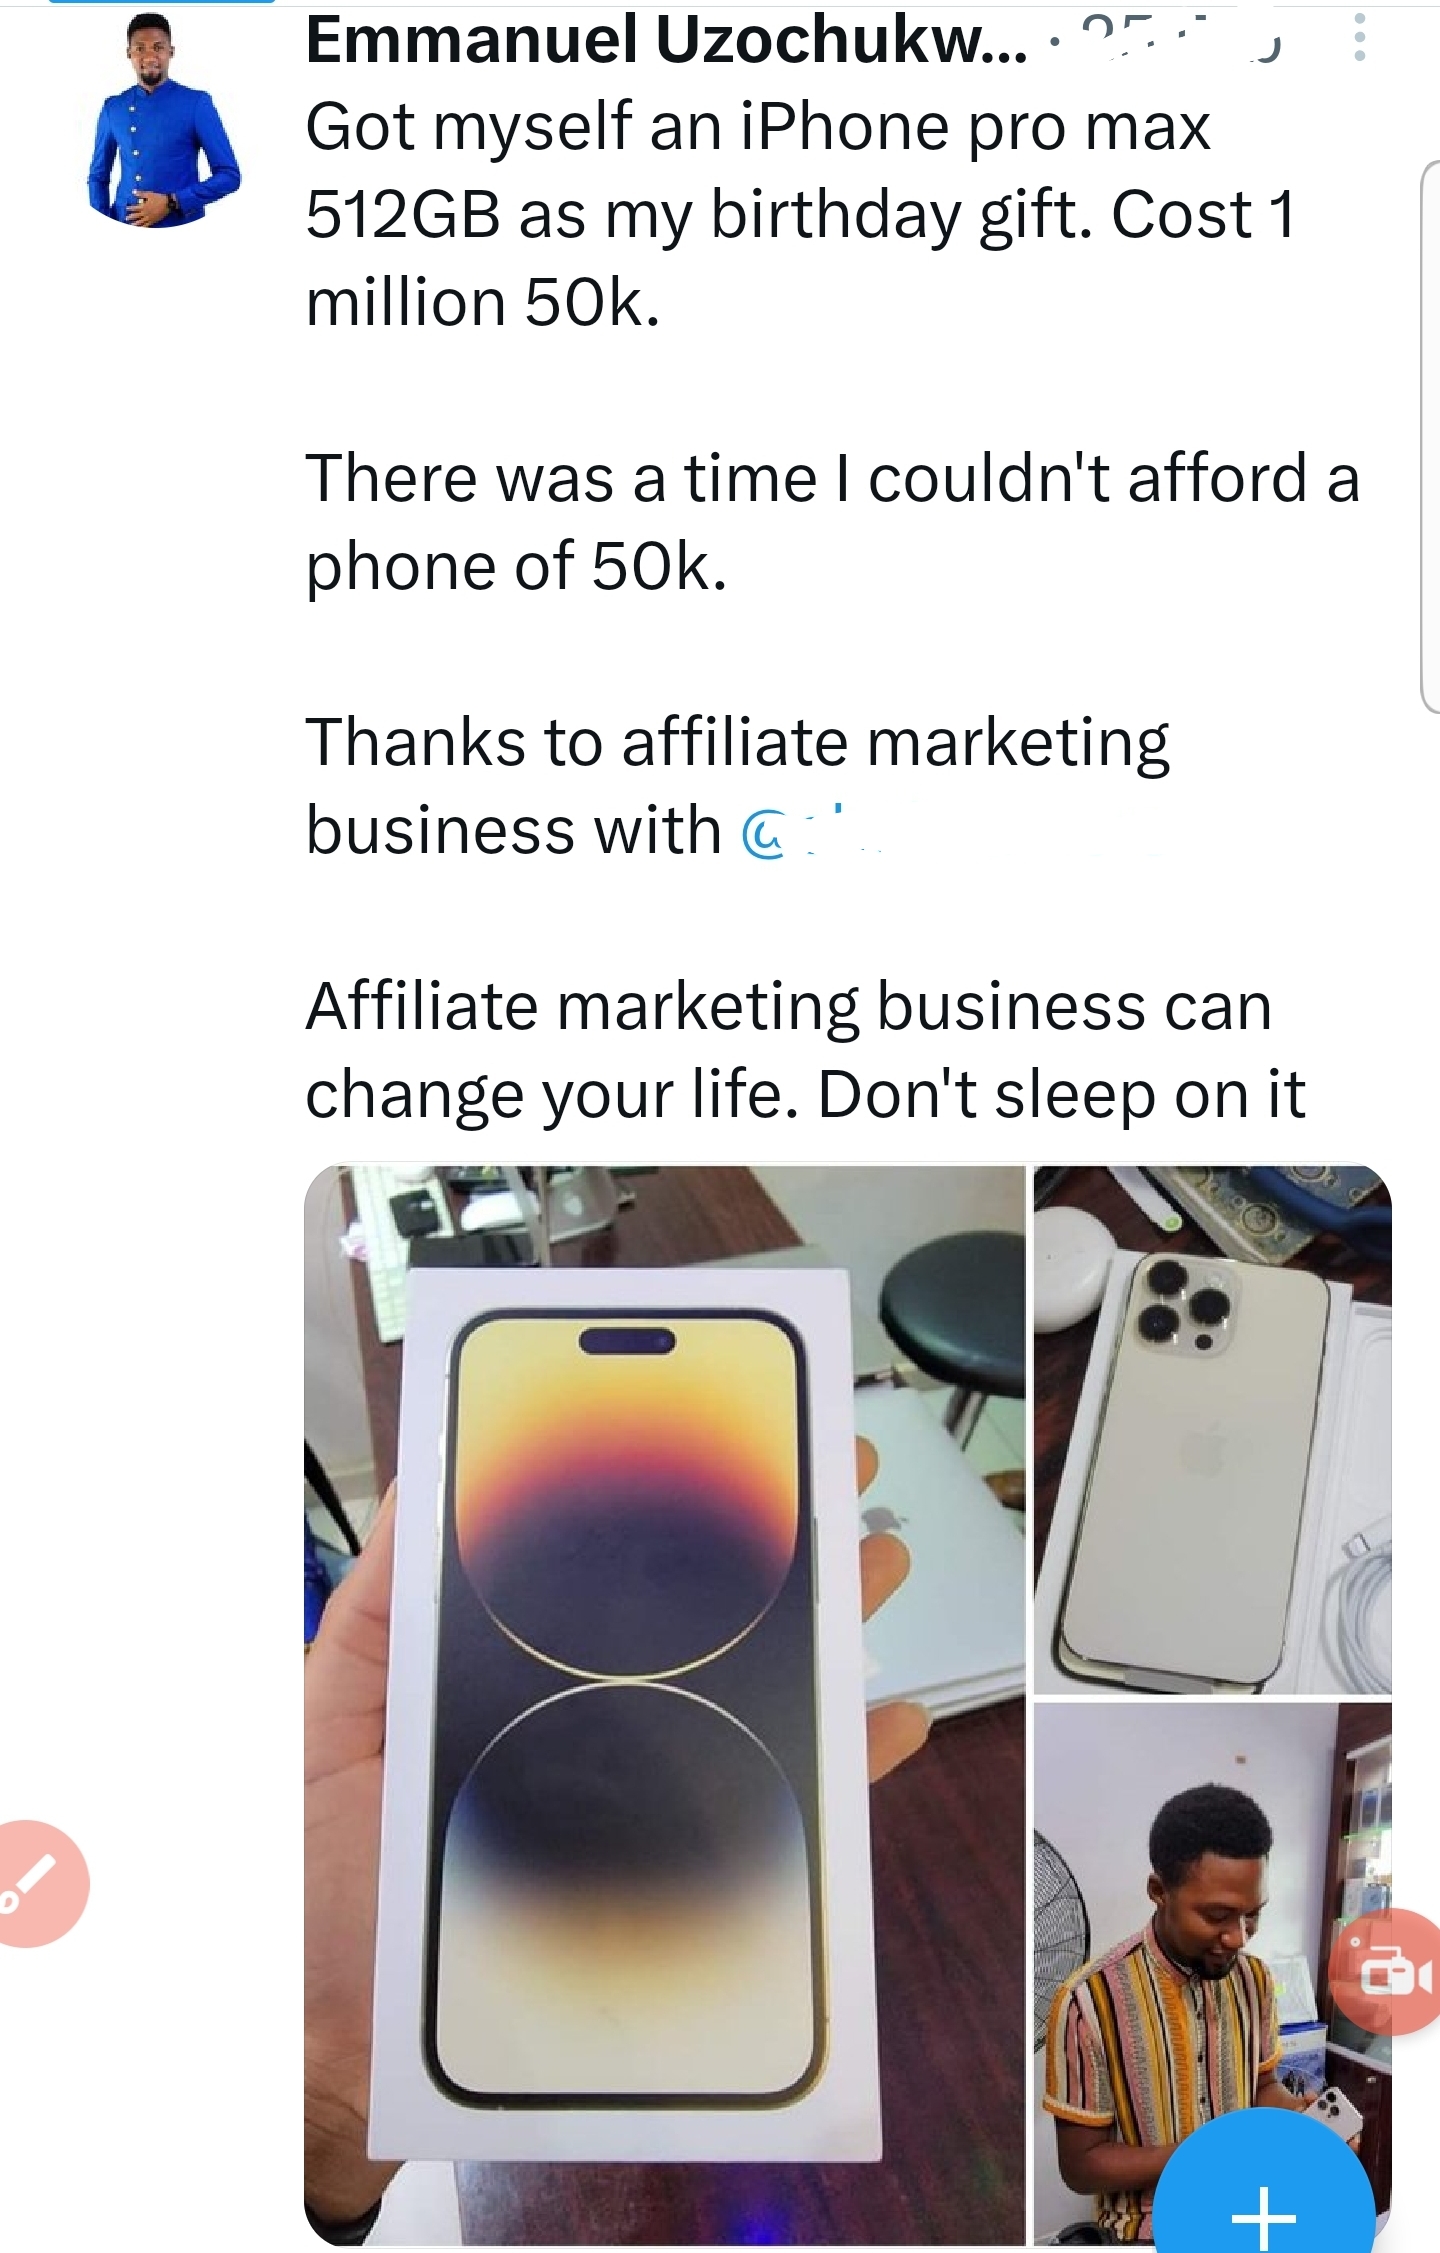 Emmanuel Uzochukw... ·
Got myself an iPhone pro max
512GB as my birthday gift. Cost 1
million 50k.
There was a time I couldn't afford a
phone of 50k.
Thanks to affiliate marketing
business with
Affiliate marketing business can
change your life. Don't sleep on it